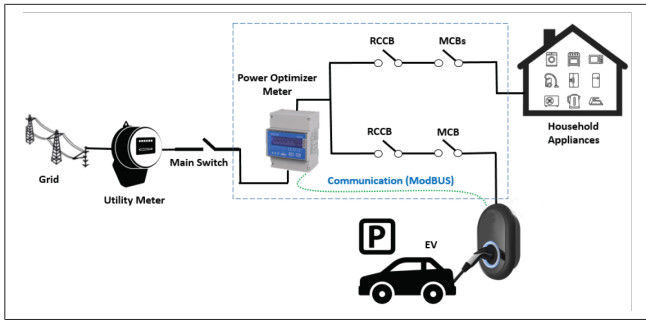 RCCB
MCBs
Power Optimizer
Meter
RCCB
MCB
Household
Appliances
Main Switch
Grid
Utility Meter
Communication (ModBUS)
P
EV